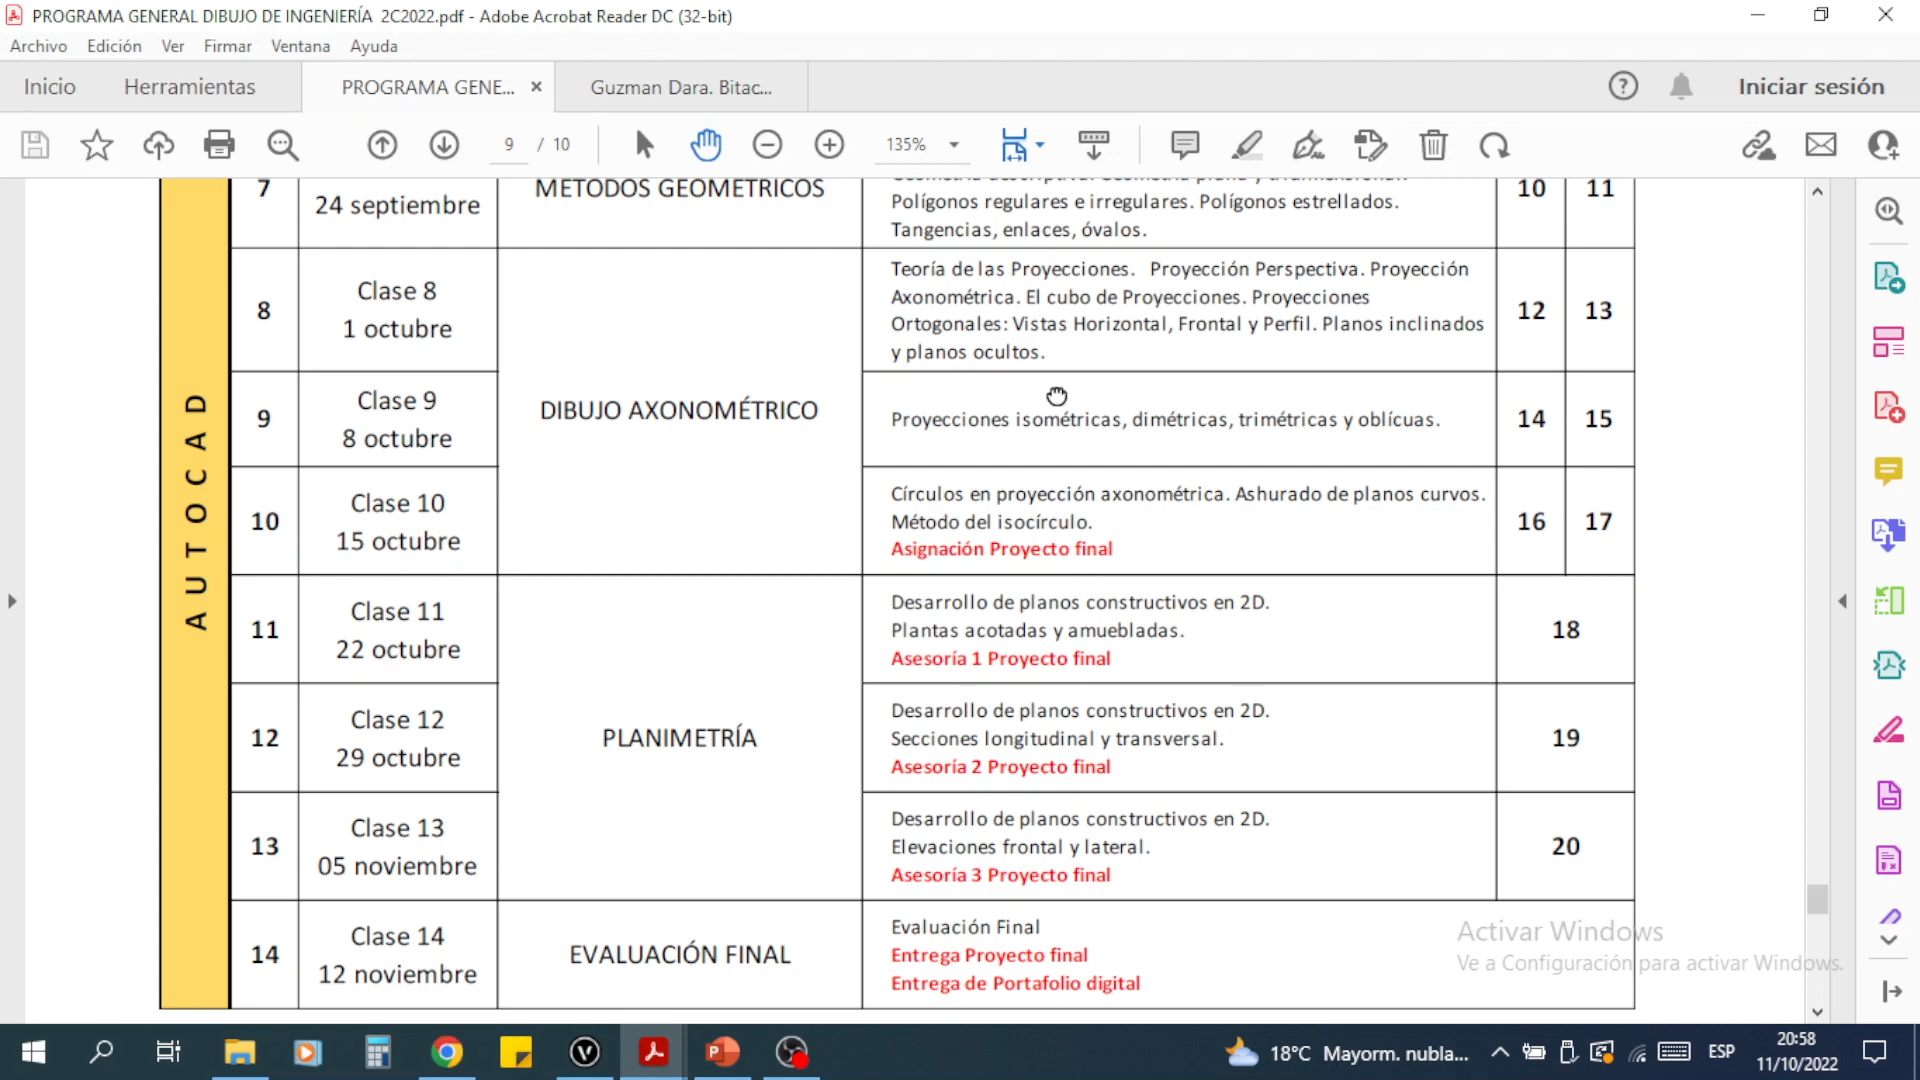 PROGRAMA GENERAL DIBUJO DE INGENIERÍA 2C2022.pdf - Adobe Acrobat Reader DC (32-bit)
Archivo Edición Ver Firmar Ventana Ayuda
Inicio Herramientas PROGRAMA GENE... × Guzman Dara. Bitac... Iniciar sesión
9 / 10 135%
AUTOCAD
7 24 septiembre METODOS GEOMETRICOS 10 11
Polígonos regulares e irregulares. Polígonos estrellados.
Tangencias, enlaces, óvalos.
8 Clase 8
1 octubre
Teoría de las Proyecciones. Proyección Perspectiva. Proyección
Axonométrica. El cubo de Proyecciones. Proyecciones
Ortogonales: Vistas Horizontal, Frontal y Perfil. Planos inclinados
y planos ocultos.
12 13
DIBUJO AXONOMÉTRICO
9 Clase 9
8 octubre
Proyecciones isométricas, dimétricas, trimétricas y oblícuas.
14 15
10 Clase 10
15 octubre
Círculos en proyección axonométrica. Ashurado de planos curvos.
Método del isocírculo.
Asignación Proyecto final
16 17
11 Clase 11
22 octubre
Desarrollo de planos constructivos en 2D.
Plantas acotadas y amuebladas.
Asesoría 1 Proyecto final
18
PLANIMETRÍA
12 Clase 12
29 octubre
Desarrollo de planos constructivos en 2D.
Secciones longitudinal y transversal.
Asesoría 2 Proyecto final
19
13 Clase 13
05 noviembre
Desarrollo de planos constructivos en 2D.
Elevaciones frontal y lateral.
Asesoría 3 Proyecto final
20
14 Clase 14
12 noviembre
EVALUACIÓN FINAL
Evaluación Final
Entrega Proyecto final
Entrega de Portafolio digital
Activar Windows
Ve a Configuración para activar Windows.
18°C Mayorm. nubla... ESP 20:58
11/10/2022